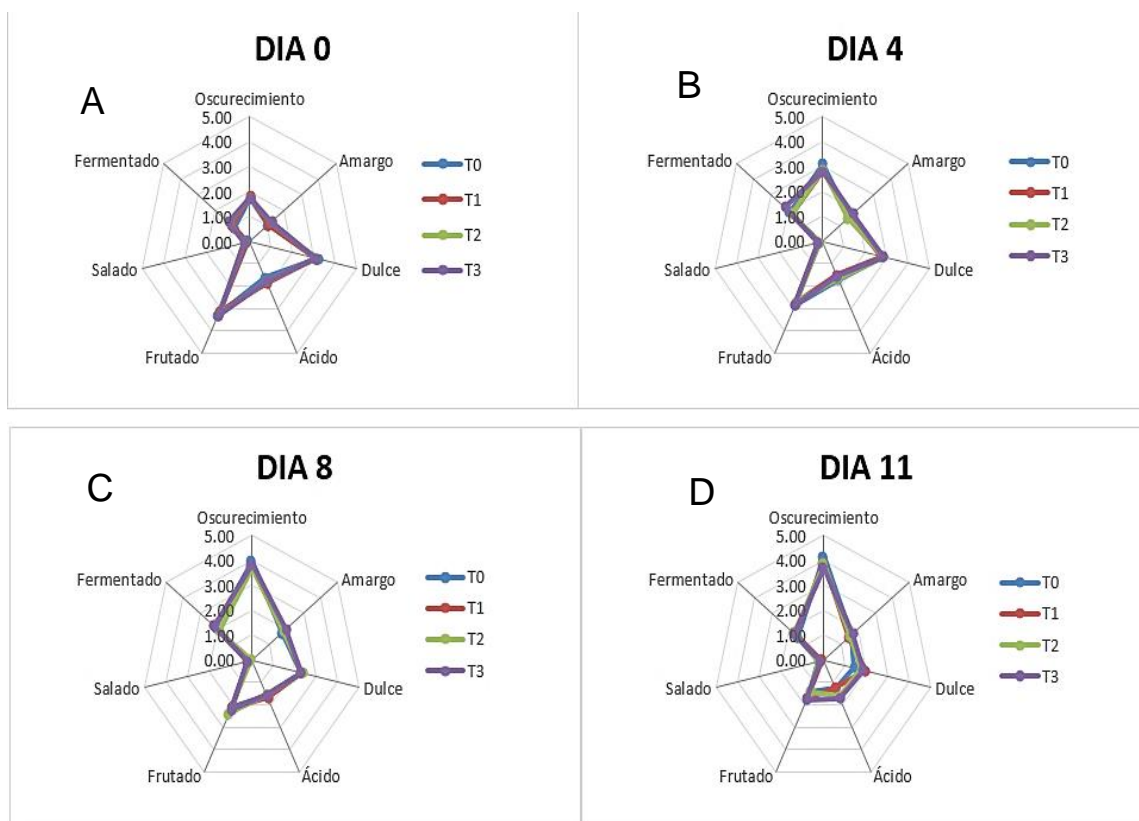 DIA 0
A
Oscurecimiento
5.00
4.00
3.00
2.00
1.00
0.00
Amargo
Dulce
Ácido
Frutado
Salado
Fermentado
T0
T1
T2
T3
DIA 4
B
Oscurecimiento
5.00
4.00
3.00
2.00
1.00
0.00
Amargo
Dulce
Ácido
Frutado
Salado
Fermentado
T0
T1
T2
T3
DIA 8
C
Oscurecimiento
5.00
4.00
3.00
2.00
1.00
0.00
Amargo
Dulce
Ácido
Frutado
Salado
Fermentado
T0
T1
T2
T3
DIA 11
D
Oscurecimiento
5.00
4.00
3.00
2.00
1.00
0.00
Amargo
Dulce
Ácido
Frutado
Salado
Fermentado
T0
T1
T2
T3